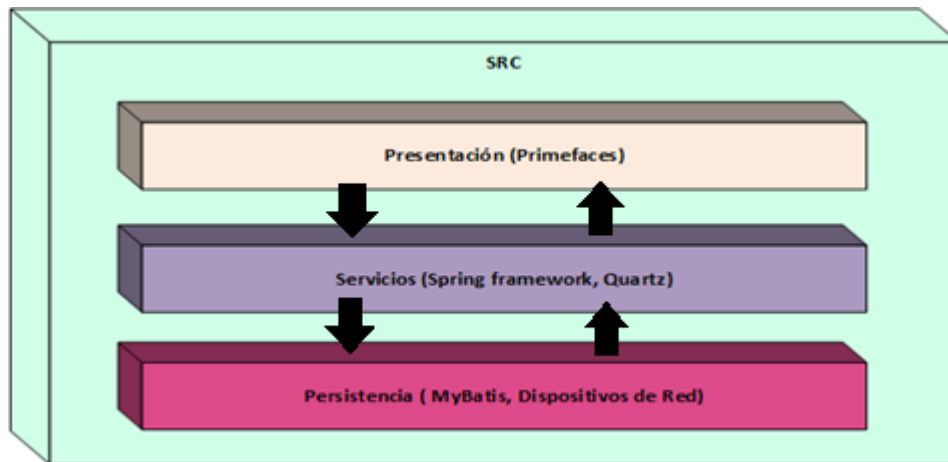 SRC
Presentación (Primefaces)
Servicios (Spring framework, Quartz)
Persistencia ( MyBatis, Dispositivos de Red)